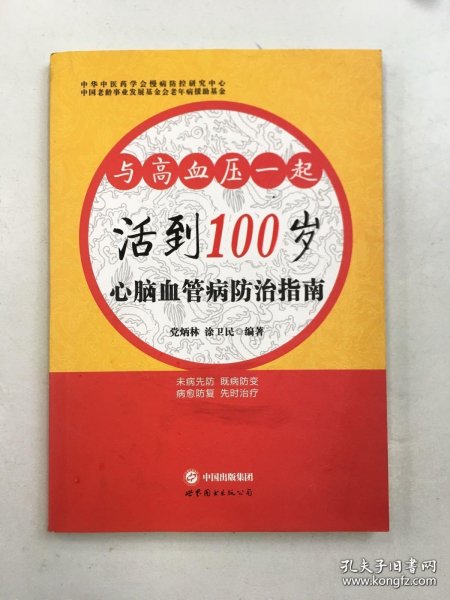 中华中医药学会慢病防控研究中心
中国老龄事业发展基金会老年病援助基金
与高血压一起
活到100岁
心脑血管病防治指南
党炳林 涂卫民·编著
未病先防 既病防变
病愈防复 先时治疗
中国出版集团
世界图书出版公司
孔夫子旧书网
www.kongfz.com